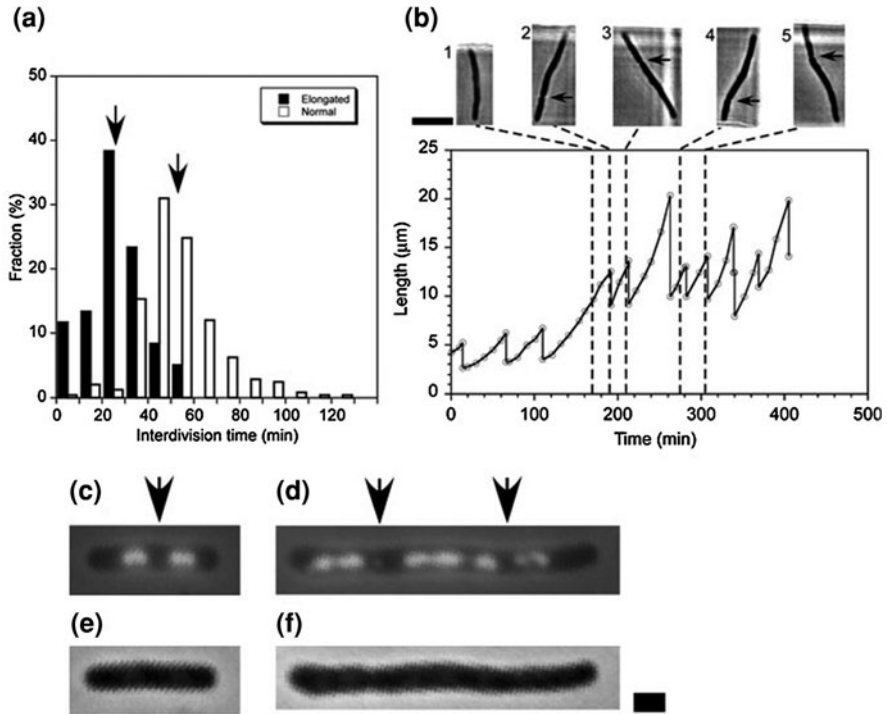 (a)
50
40
30
20
10
0
Fraction (%)
Elongated
Normal
0 20 40 60 80 100 120
Interdivision time (min)
(b)
1
2
3
4
5
25
20
15
10
5
0
Length (μm)
0 100 200 300 400 500
Time (min)
(c)
(d)
(e)
(f)